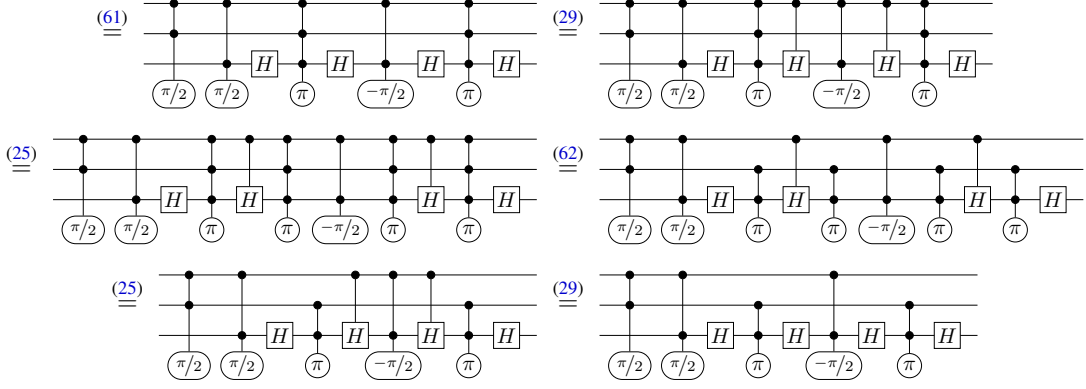 (61) (29)
= =
H H H H H H H H
π/2 π/2 π −π/2 π π/2 π/2 π −π/2 π
(25) (62)
= =
H H H H H H H H
π/2 π/2 π π −π/2 π π π/2 π/2 π π −π/2 π π
(25) (29)
= =
H H H H H H H H
π/2 π/2 π −π/2 π π/2 π/2 π −π/2 π